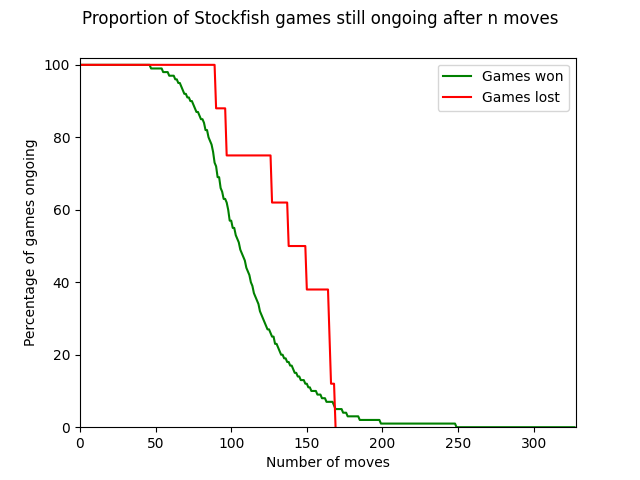 Proportion of Stockfish games still ongoing after n moves
Games won
Games lost
Percentage of games ongoing
100
80
60
40
20
0
0 50 100 150 200 250 300
Number of moves